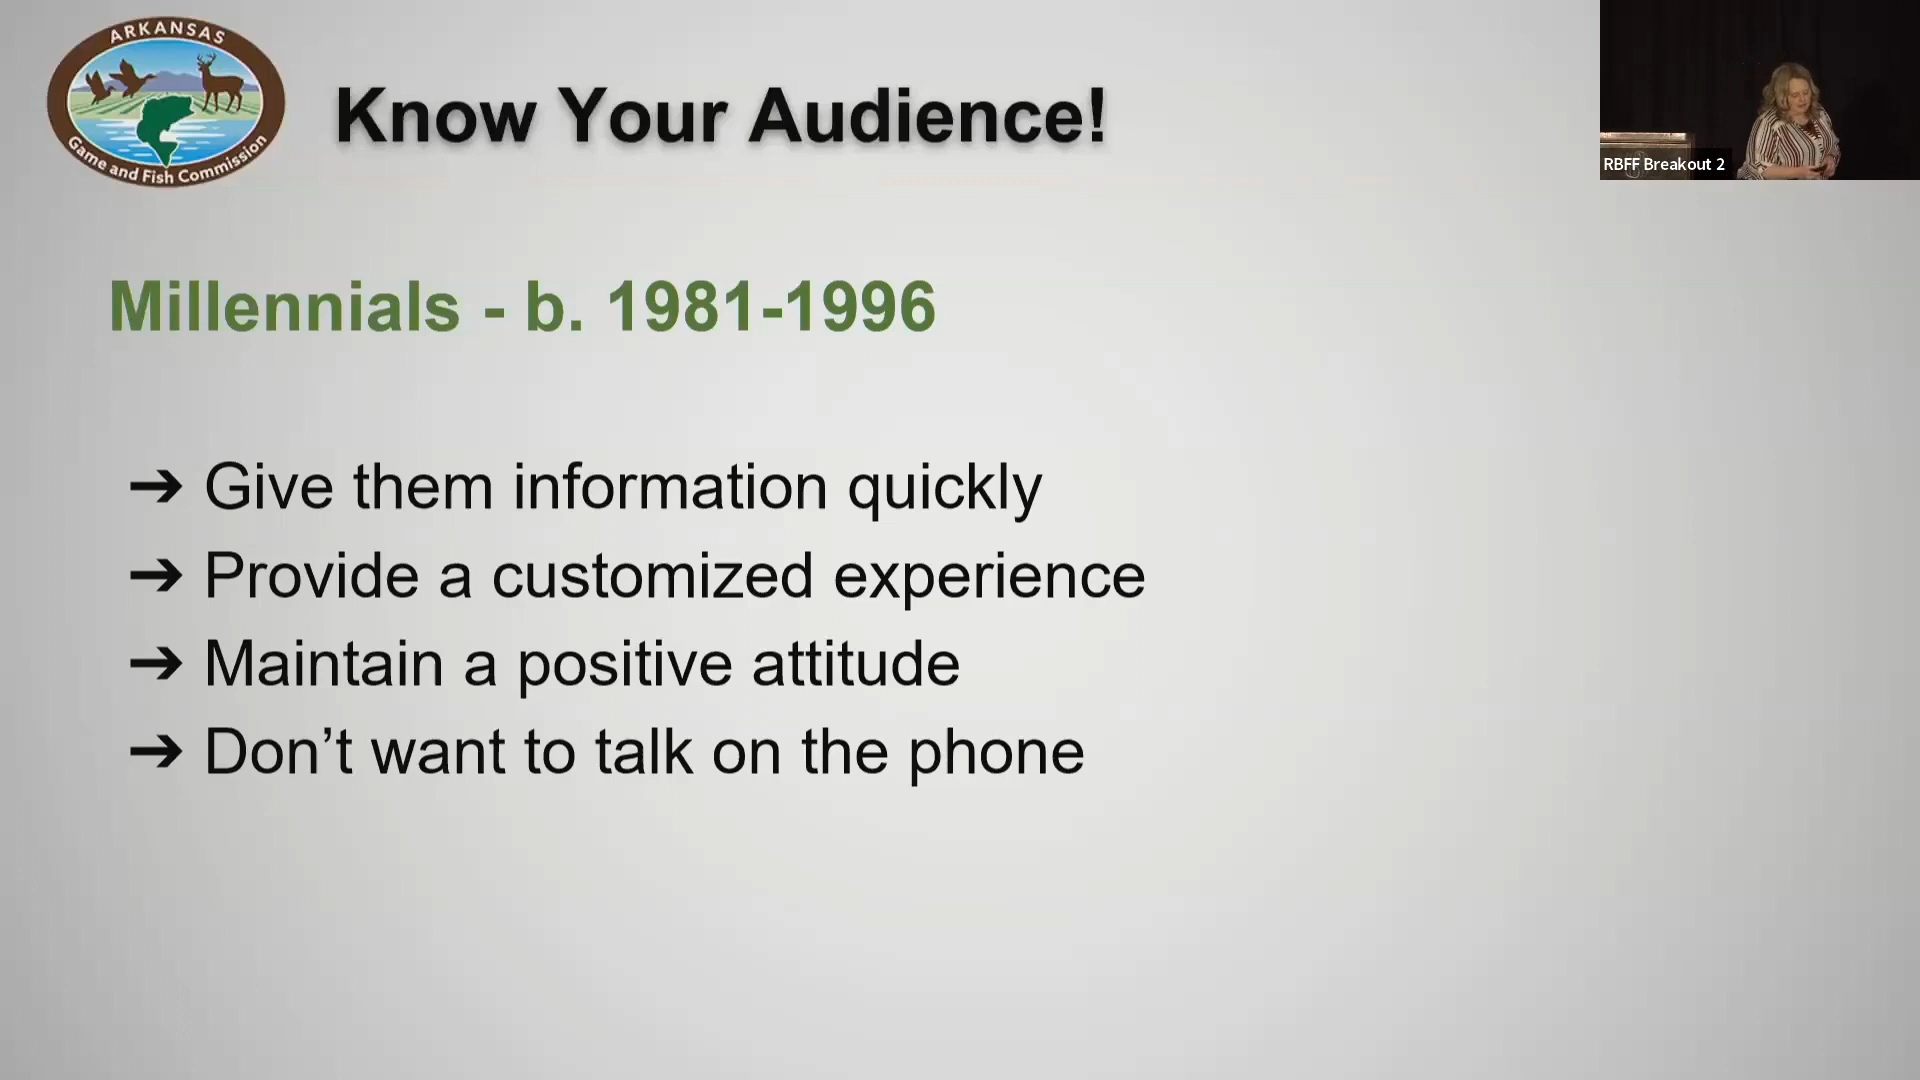 ARKANSAS
Game and Fish Commission
Know Your Audience!
RBFF Breakout 2
Millennials - b. 1981-1996
➔ Give them information quickly
➔ Provide a customized experience
➔ Maintain a positive attitude
➔ Don’t want to talk on the phone